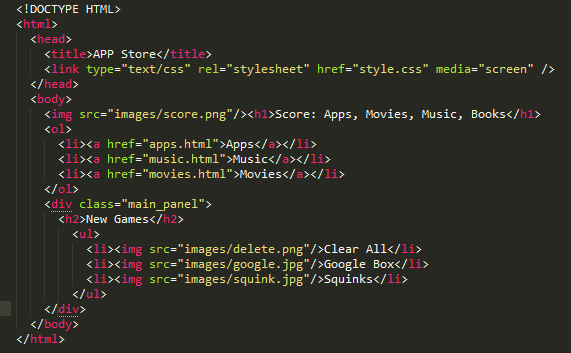 <!DOCTYPE HTML>
<html>
<head>
<title>APP Store</title>
<link type="text/css" rel="stylesheet" href="style.css" media="screen" />
</head>
<body>
<img src="images/score.png"/><h1>Score: Apps, Movies, Music, Books</h1>
<ol>
<li><a href="apps.html">Apps</a></li>
<li><a href="music.html">Music</a></li>
<li><a href="movies.html">Movies</a></li>
</ol>
<div class="main_panel">
<h2>New Games</h2>
<ul>
<li><img src="images/delete.png"/>Clear All</li>
<li><img src="images/google.jpg"/>Google Box</li>
<li><img src="images/squink.jpg"/>Squinks</li>
</ul>
</div>
</body>
</html>